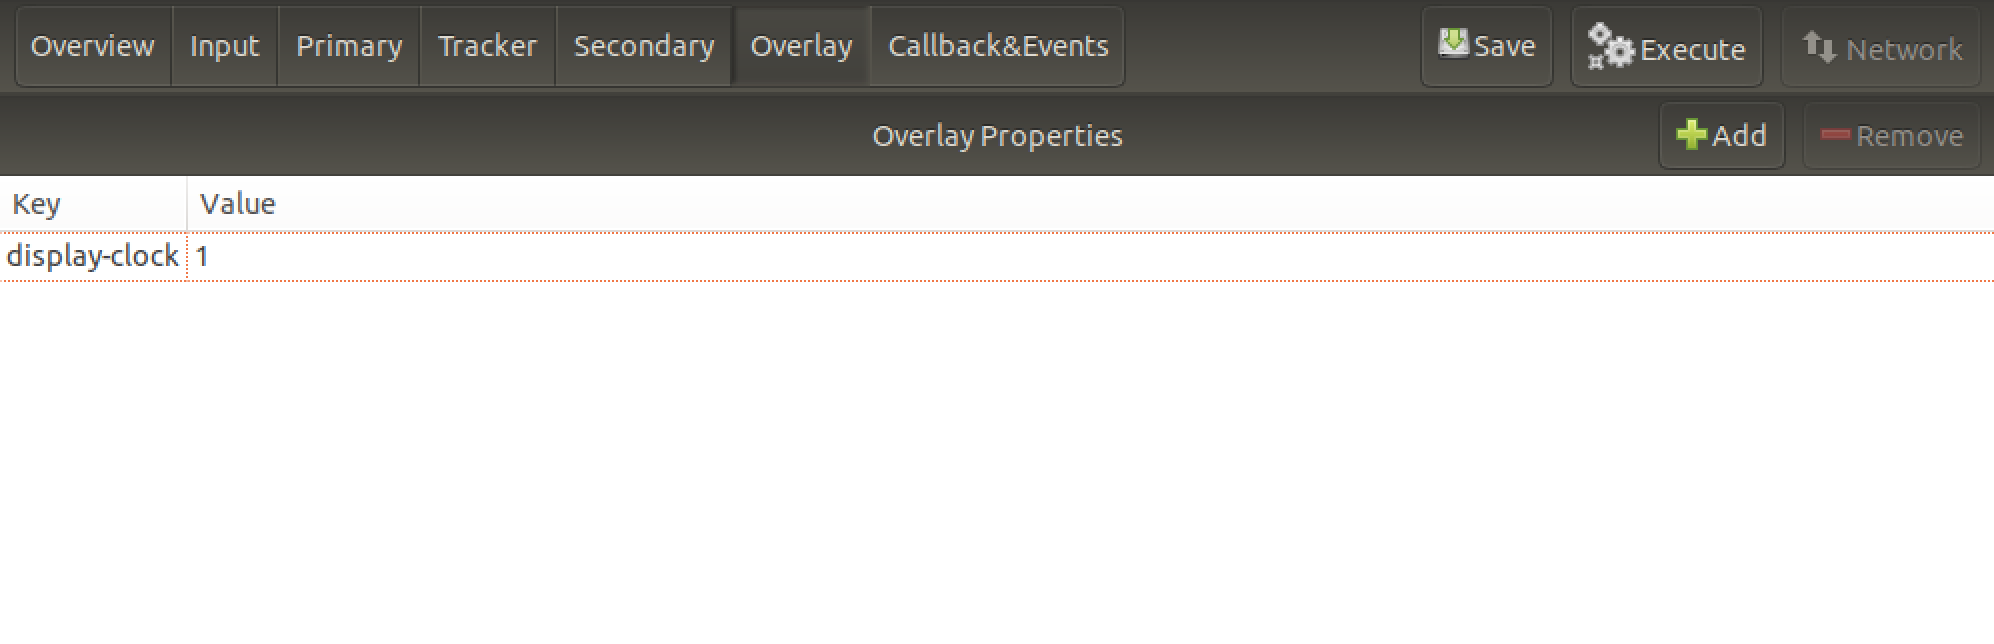 Overview Input Primary Tracker Secondary Overlay Callback&Events Save Execute Network
Overlay Properties Add Remove
Key Value
display-clock 1